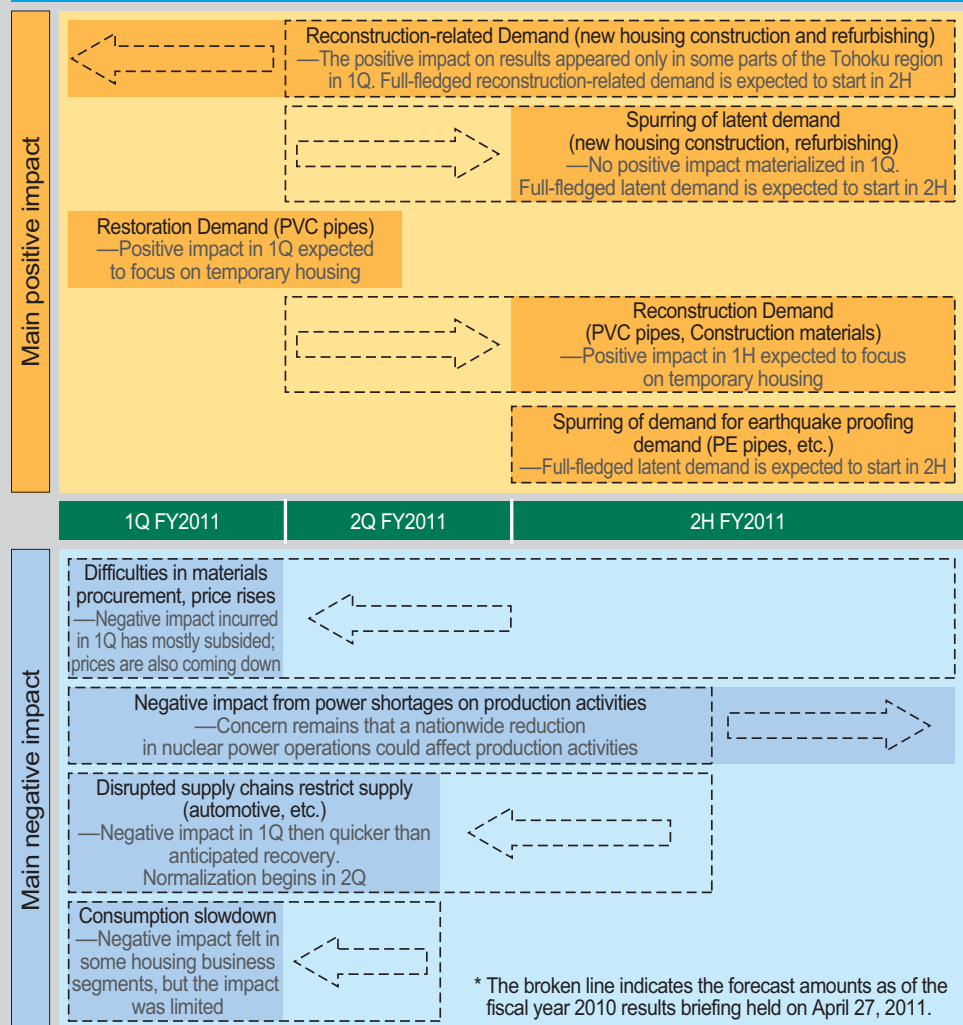 Main positive impact
Reconstruction-related Demand (new housing construction and refurbishing)
—The positive impact on results appeared only in some parts of the Tohoku region
in 1Q. Full-fledged reconstruction-related demand is expected to start in 2H
Spurring of latent demand
(new housing construction, refurbishing)
—No positive impact materialized in 1Q.
Full-fledged latent demand is expected to start in 2H
Restoration Demand (PVC pipes)
—Positive impact in 1Q expected
to focus on temporary housing
Reconstruction Demand
(PVC pipes, Construction materials)
—Positive impact in 1H expected to focus
on temporary housing
Spurring of demand for earthquake proofing
demand (PE pipes, etc.)
—Full-fledged latent demand is expected to start in 2H
1Q FY2011
2Q FY2011
2H FY2011
Main negative impact
Difficulties in materials
procurement, price rises
—Negative impact incurred
in 1Q has mostly subsided;
prices are also coming down
Negative impact from power shortages on production activities
—Concern remains that a nationwide reduction
in nuclear power operations could affect production activities
Disrupted supply chains restrict supply
(automotive, etc.)
—Negative impact in 1Q then quicker than
anticipated recovery.
Normalization begins in 2Q
Consumption slowdown
—Negative impact felt in
some housing business
segments, but the impact
was limited
* The broken line indicates the forecast amounts as of the
fiscal year 2010 results briefing held on April 27, 2011.